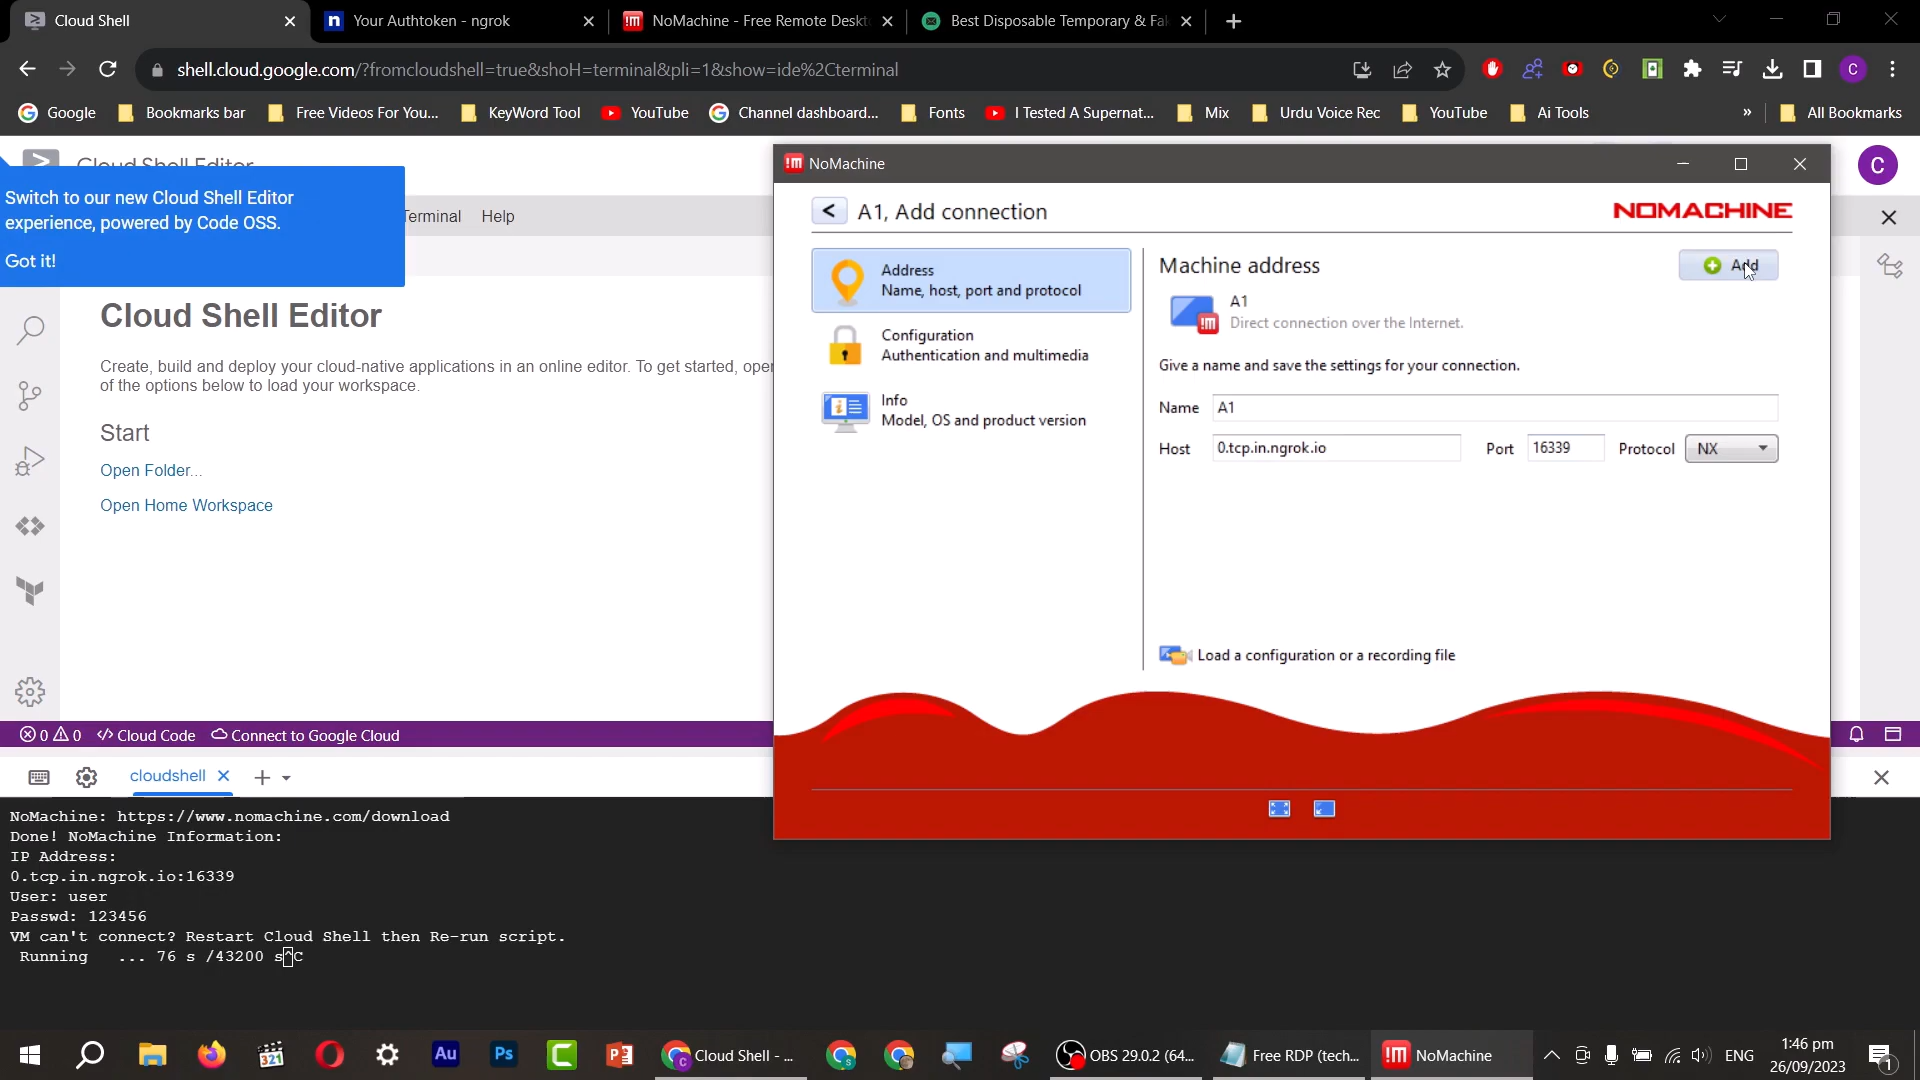 Cloud Shell
Your Authtoken - ngrok
NoMachine - Free Remote Deskt
Best Disposable Temporary & Fa
shell.cloud.google.com/?fromcloudshell=true&shoH=terminal&pli=1&show=ide%2Cterminal
C
Google
Bookmarks bar
Free Videos For You...
KeyWord Tool
YouTube
Channel dashboard...
Fonts
I Tested A Supernat...
Mix
Urdu Voice Rec
YouTube
Ai Tools
»
All Bookmarks
Cloud Shell Editor
C
Switch to our new Cloud Shell Editor
experience, powered by Code OSS.
Got it!
Terminal
Help
Cloud Shell Editor
Create, build and deploy your cloud-native applications in an online editor. To get started, oper
of the options below to load your workspace.
Start
Open Folder...
Open Home Workspace
0
0
</> Cloud Code
Connect to Google Cloud
!M NoMachine
< A1, Add connection
NOMACHINE
Address
Name, host, port and protocol
Configuration
Authentication and multimedia
Info
Model, OS and product version
Machine address
Add
A1
Direct connection over the Internet.
Give a name and save the settings for your connection.
Name A1
Host 0.tcp.in.ngrok.io Port 16339 Protocol NX
Load a configuration or a recording file
cloudshell
NoMachine: https://www.nomachine.com/download
Done! NoMachine Information:
IP Address:
0.tcp.in.ngrok.io:16339
User: user
Passwd: 123456
VM can't connect? Restart Cloud Shell then Re-run script.
Running ... 76 s /43200 s^C
321
Au
Ps
Cloud Shell - ...
OBS 29.0.2 (64...
Free RDP (tech...
!M NoMachine
ENG
1:46 pm
26/09/2023
1